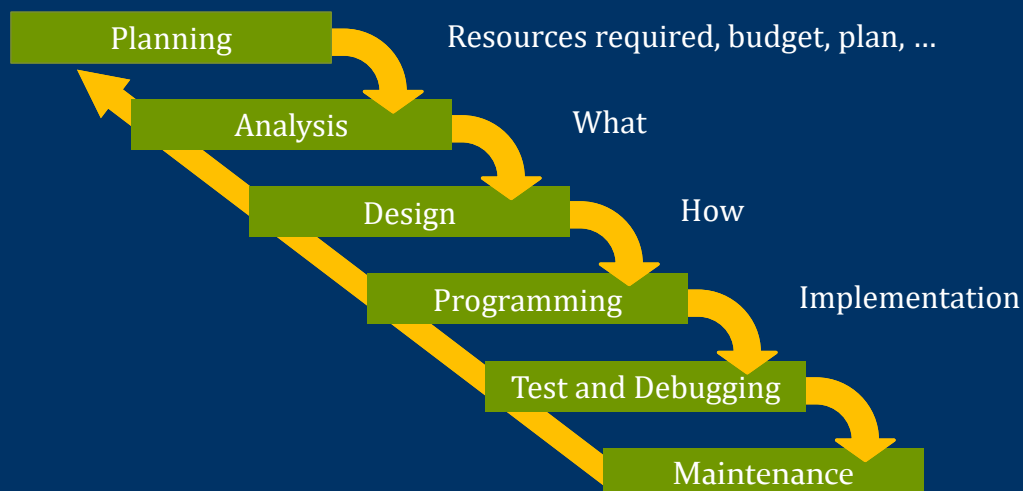 Planning
Resources required, budget, plan, …
Analysis
What
Design
How
Programming
Implementation
Test and Debugging
Maintenance